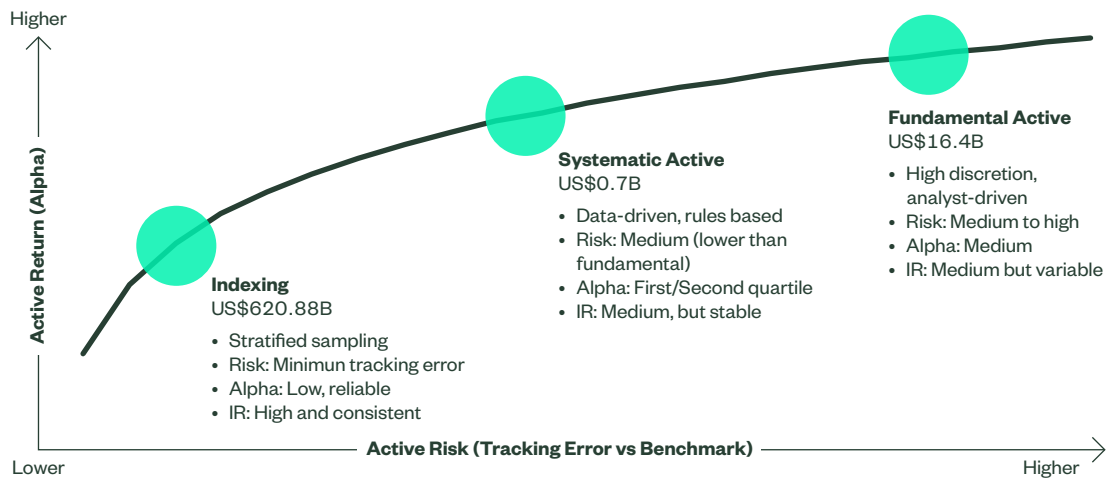 Higher
Active Return (Alpha)
Indexing
US$620.88B
• Stratified sampling
• Risk: Minimun tracking error
• Alpha: Low, reliable
• IR: High and consistent
Systematic Active
US$0.7B
• Data-driven, rules based
• Risk: Medium (lower than
fundamental)
• Alpha: First/Second quartile
• IR: Medium, but stable
Fundamental Active
US$16.4B
• High discretion,
analyst-driven
• Risk: Medium to high
• Alpha: Medium
• IR: Medium but variable
Active Risk (Tracking Error vs Benchmark)
Lower
Higher